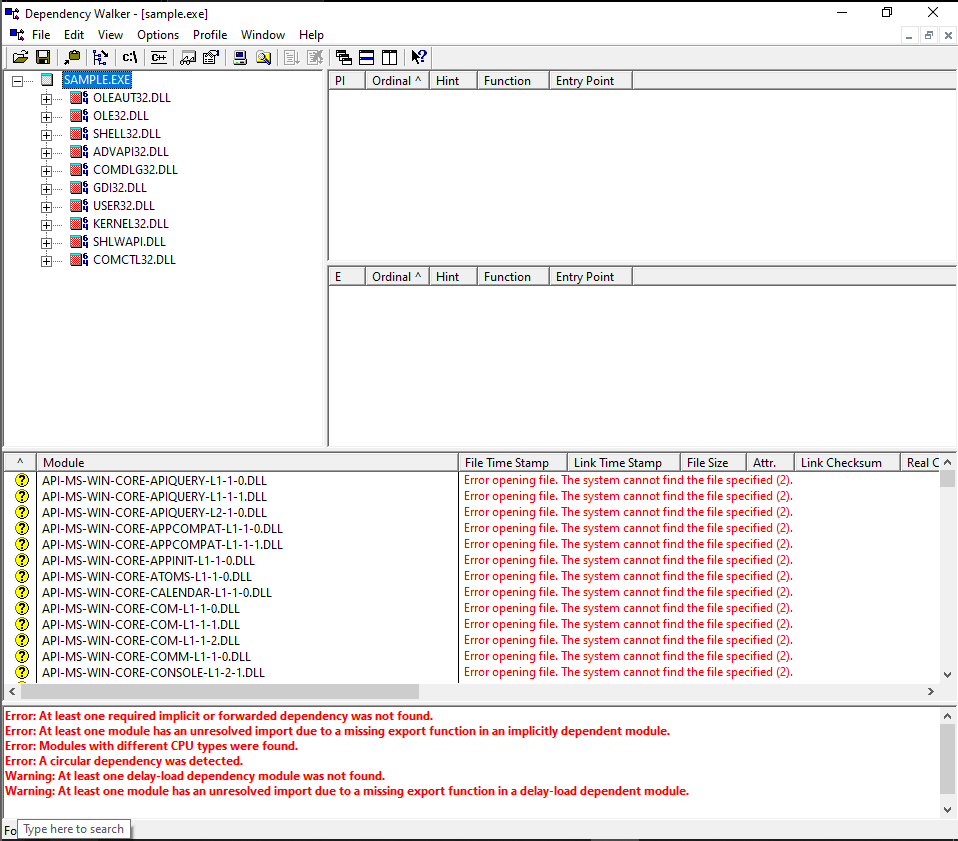 Dependency Walker - [sample.exe]
File Edit View Options Profile Window Help
c:\ C++
SAMPLE.EXE
OLEAUT32.DLL
OLE32.DLL
SHELL32.DLL
ADVAPI32.DLL
COMDLG32.DLL
GDI32.DLL
USER32.DLL
KERNEL32.DLL
SHLWAPI.DLL
COMCTL32.DLL
PI Ordinal ^ Hint Function Entry Point
E Ordinal ^ Hint Function Entry Point
^ Module File Time Stamp Link Time Stamp File Size Attr. Link Checksum Real C
API-MS-WIN-CORE-APIQUERY-L1-1-0.DLL Error opening file. The system cannot find the file specified (2).
API-MS-WIN-CORE-APIQUERY-L1-1-1.DLL Error opening file. The system cannot find the file specified (2).
API-MS-WIN-CORE-APIQUERY-L2-1-0.DLL Error opening file. The system cannot find the file specified (2).
API-MS-WIN-CORE-APPCOMPAT-L1-1-0.DLL Error opening file. The system cannot find the file specified (2).
API-MS-WIN-CORE-APPCOMPAT-L1-1-1.DLL Error opening file. The system cannot find the file specified (2).
API-MS-WIN-CORE-APPINIT-L1-1-0.DLL Error opening file. The system cannot find the file specified (2).
API-MS-WIN-CORE-ATOMS-L1-1-0.DLL Error opening file. The system cannot find the file specified (2).
API-MS-WIN-CORE-CALENDAR-L1-1-0.DLL Error opening file. The system cannot find the file specified (2).
API-MS-WIN-CORE-COM-L1-1-0.DLL Error opening file. The system cannot find the file specified (2).
API-MS-WIN-CORE-COM-L1-1-1.DLL Error opening file. The system cannot find the file specified (2).
API-MS-WIN-CORE-COM-L1-1-2.DLL Error opening file. The system cannot find the file specified (2).
API-MS-WIN-CORE-COMM-L1-1-0.DLL Error opening file. The system cannot find the file specified (2).
API-MS-WIN-CORE-CONSOLE-L1-2-1.DLL Error opening file. The system cannot find the file specified (2).
Error: At least one required implicit or forwarded dependency was not found.
Error: At least one module has an unresolved import due to a missing export function in an implicitly dependent module.
Error: Modules with different CPU types were found.
Error: A circular dependency was detected.
Warning: At least one delay-load dependency module was not found.
Warning: At least one module has an unresolved import due to a missing export function in a delay-load dependent module.
Fo Type here to search